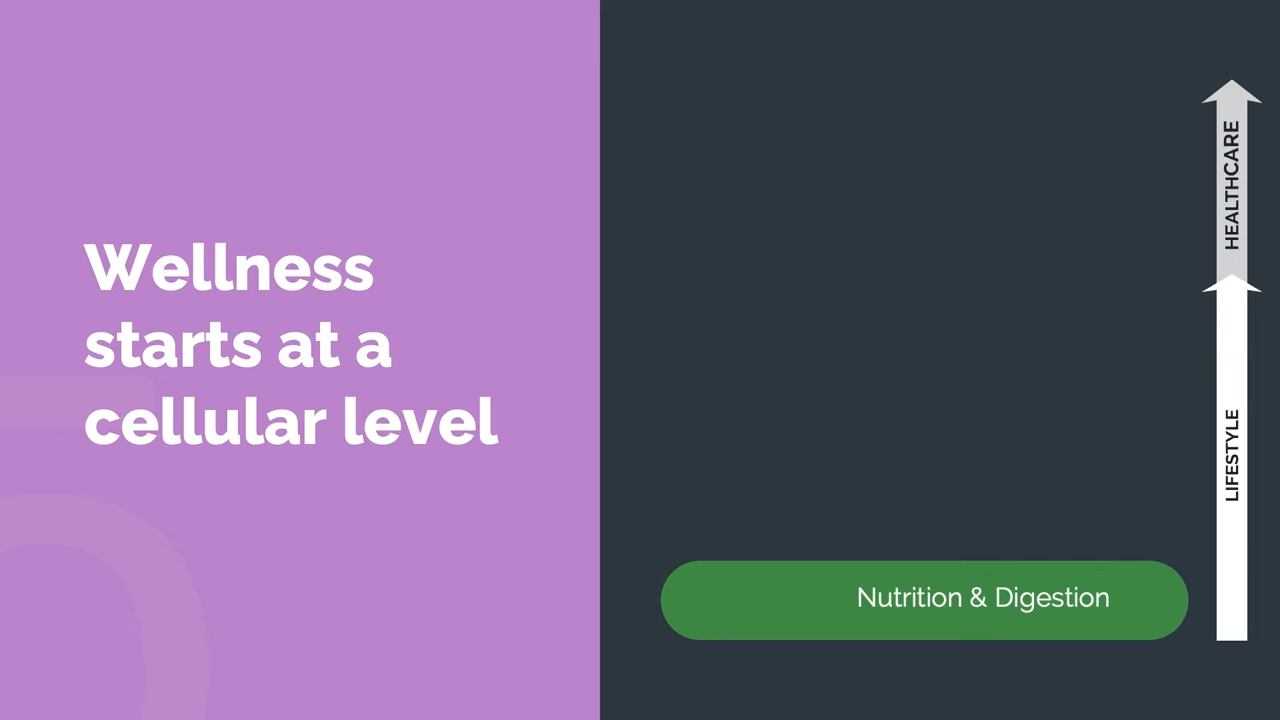 Wellness
starts at a
cellular level
HEALTHCARE
LIFESTYLE
Nutrition & Digestion